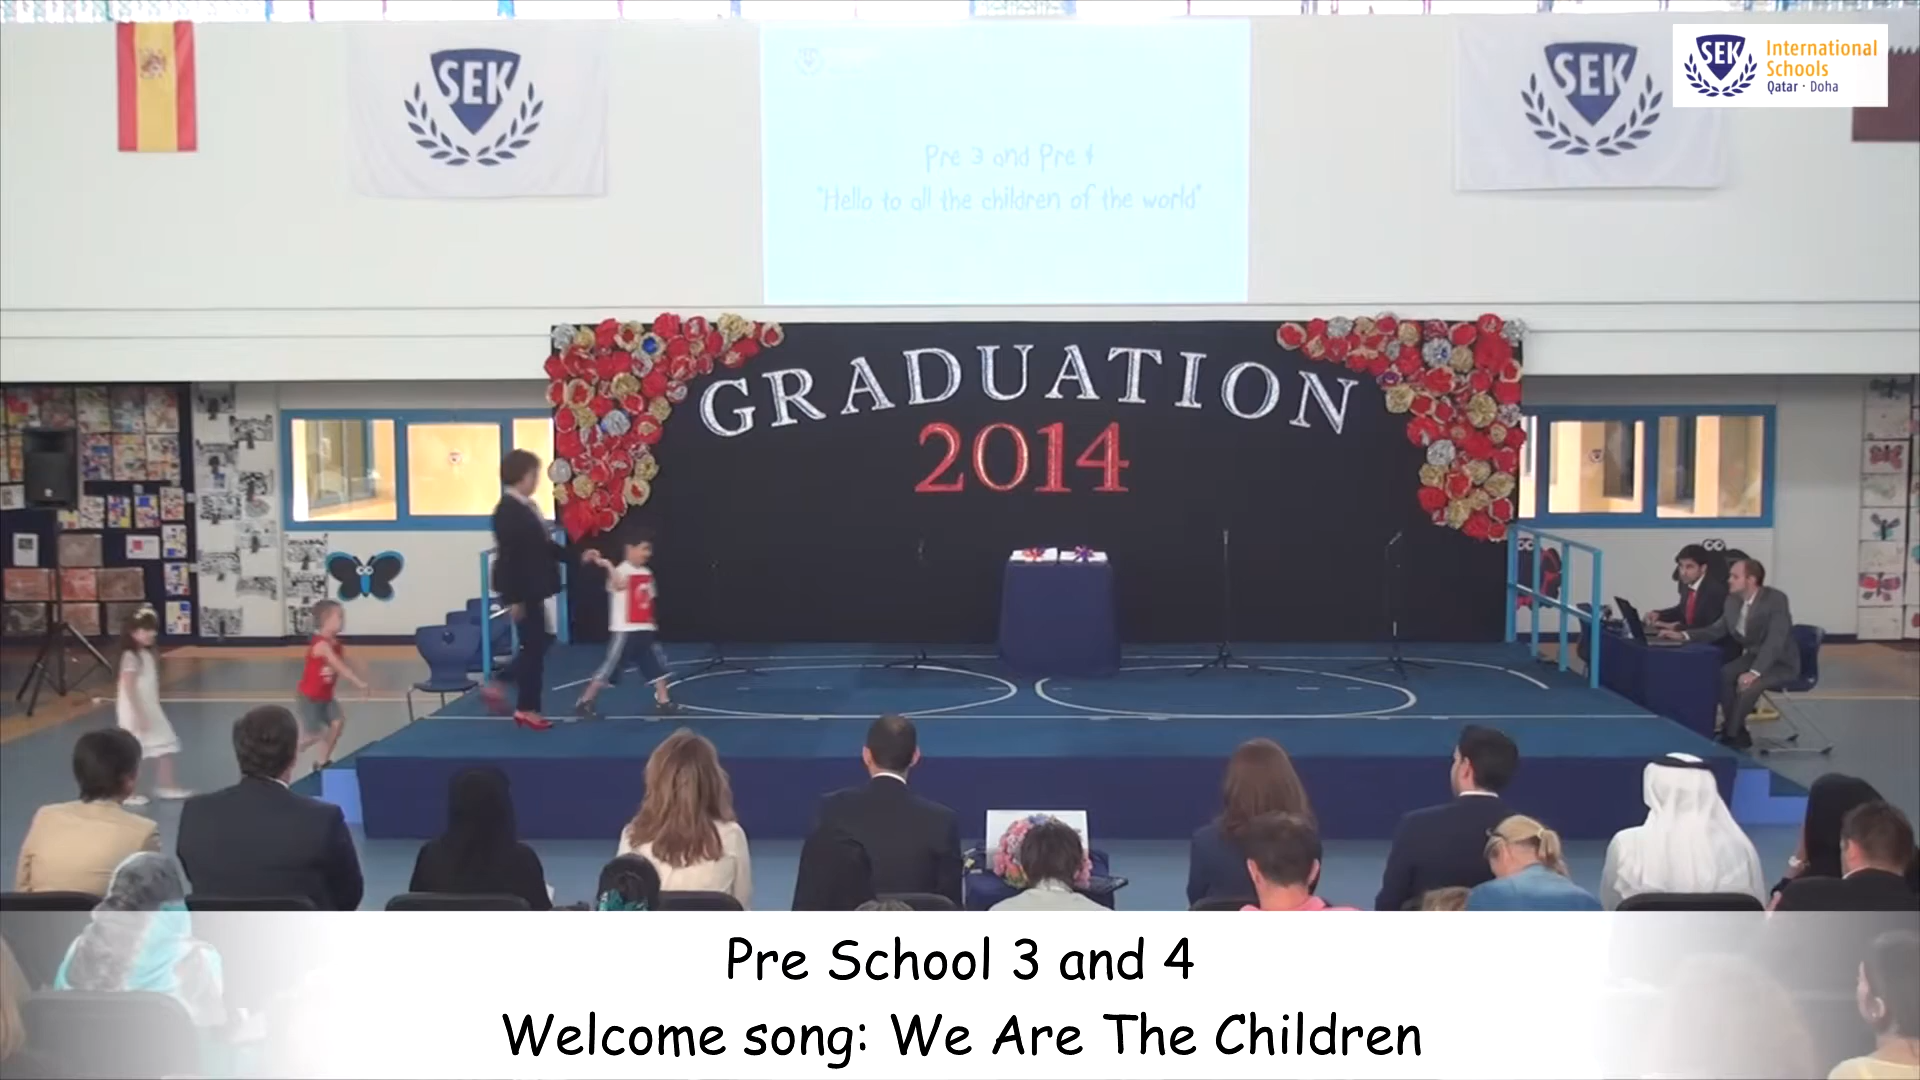 SEK
SEK
SEK
International
Schools
Qatar · Doha
Pre 3 and Pre 4
"Hello to all the children of the world"
GRADUATION
2014
Pre School 3 and 4
Welcome song: We Are The Children